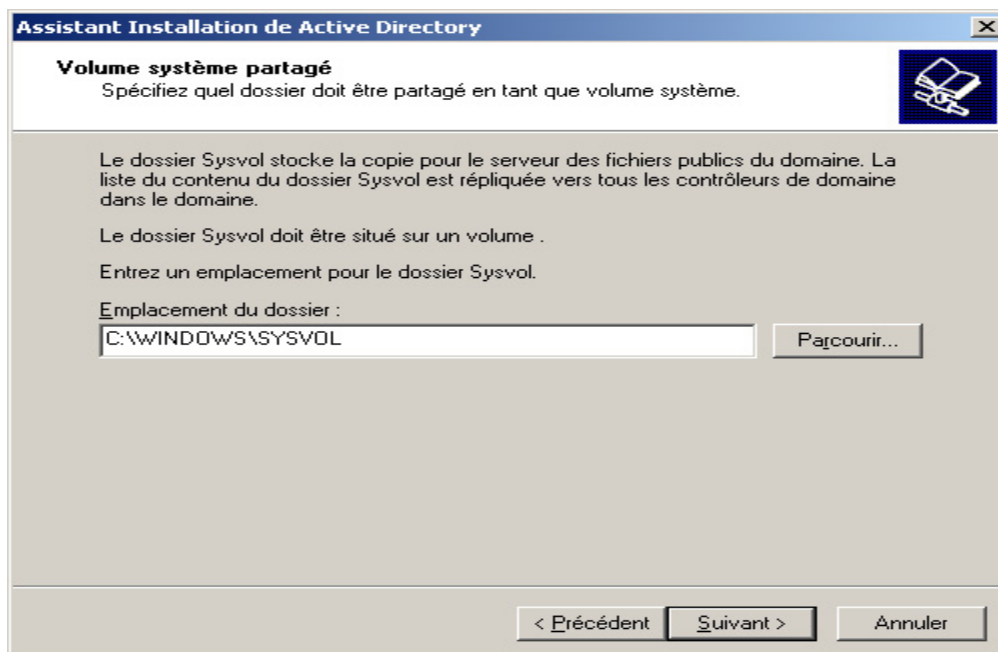 Assistant Installation de Active Directory
Volume système partagé
Spécifiez quel dossier doit être partagé en tant que volume système.
Le dossier Sysvol stocke la copie pour le serveur des fichiers publics du domaine. La
liste du contenu du dossier Sysvol est répliquée vers tous les contrôleurs de domaine
dans le domaine.
Le dossier Sysvol doit être situé sur un volume .
Entrez un emplacement pour le dossier Sysvol.
Emplacement du dossier :
C:\WINDOWS\SYSVOL
Parcourir...
< Précédent
Suivant >
Annuler